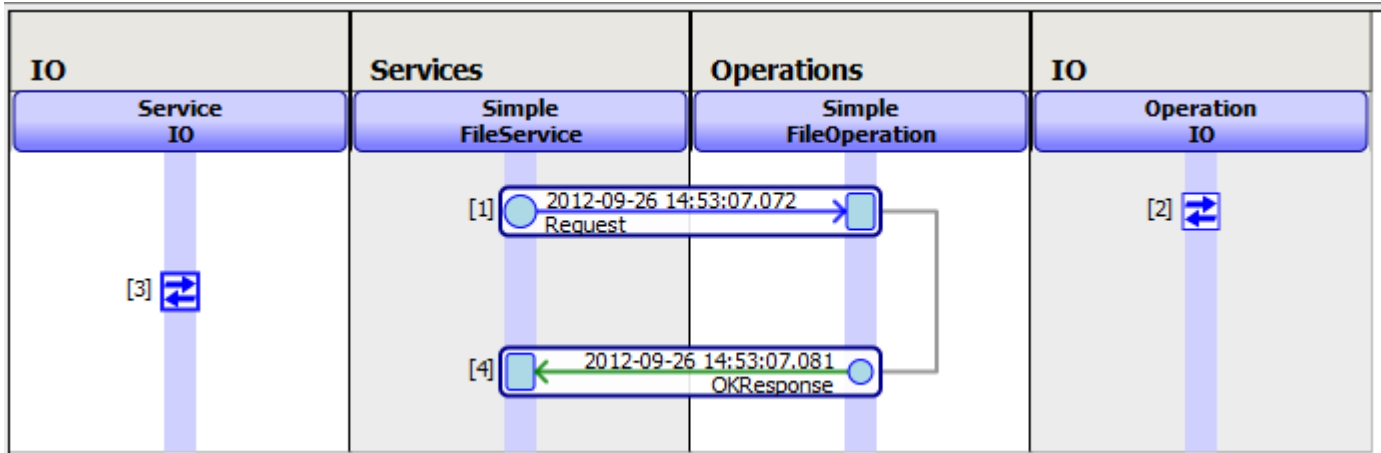 IO
Services
Operations
IO
Service
IO
Simple
FileService
Simple
FileOperation
Operation
IO
[1]
2012-09-26 14:53:07.072
Request
[2]
[3]
[4]
2012-09-26 14:53:07.081
OKResponse